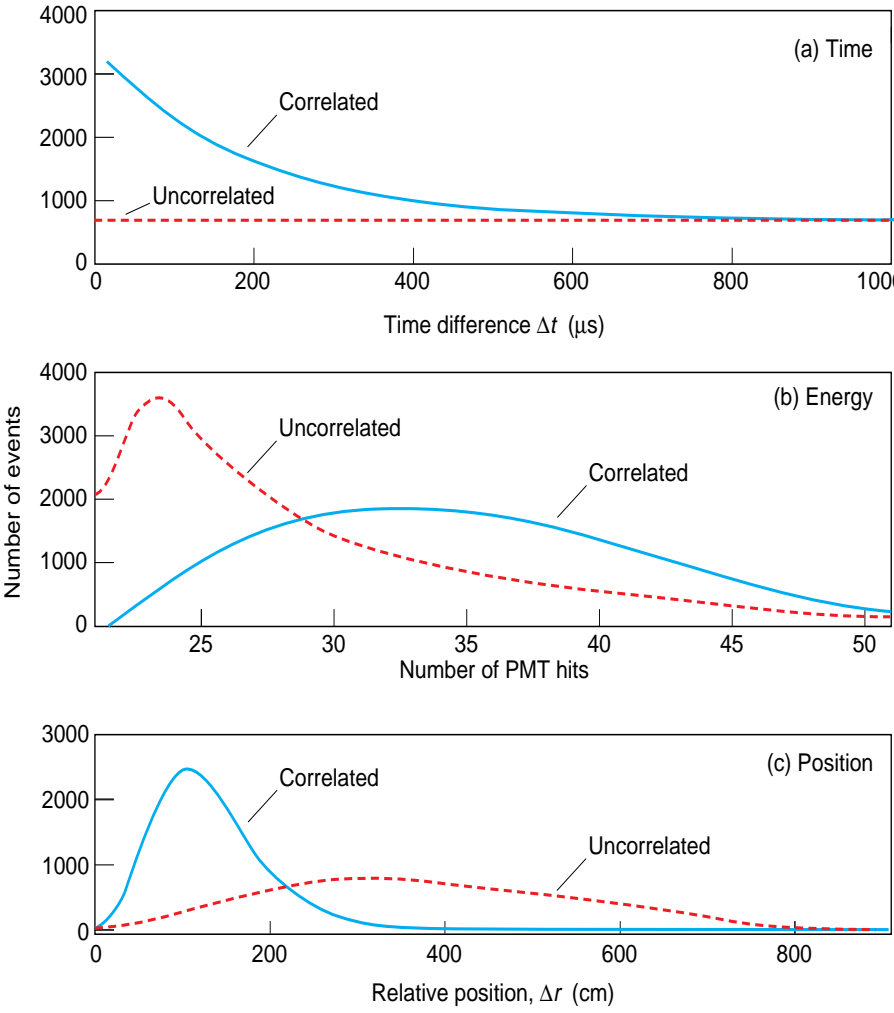 4000
(a) Time
3000
Correlated
2000
Uncorrelated
1000
0
0 200 400 600 800 100
Time difference Δt (μs)
4000
(b) Energy
Uncorrelated
3000
Correlated
2000
1000
0
25 30 35 40 45 50
Number of PMT hits
Number of events
3000
(c) Position
Correlated
2000
Uncorrelated
1000
0
0 200 400 600 800
Relative position, Δr (cm)